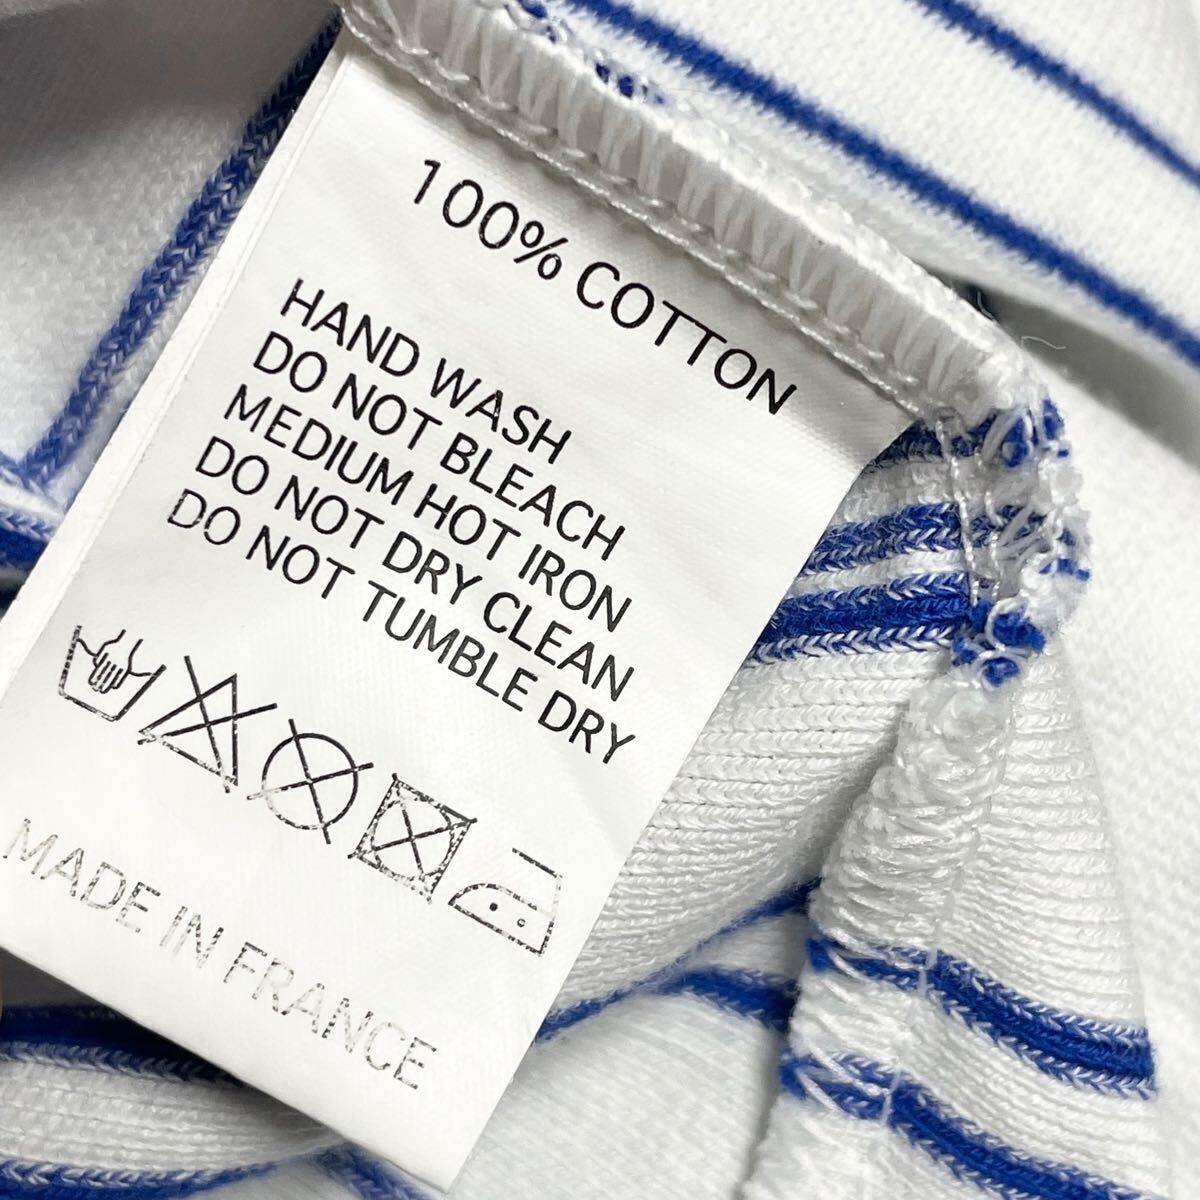 100% COTTON
HAND WASH
DO NOT BLEACH
MEDIUM HOT IRON
DO NOT DRY CLEAN
DO NOT TUMBLE DRY
MADE IN FRANCE